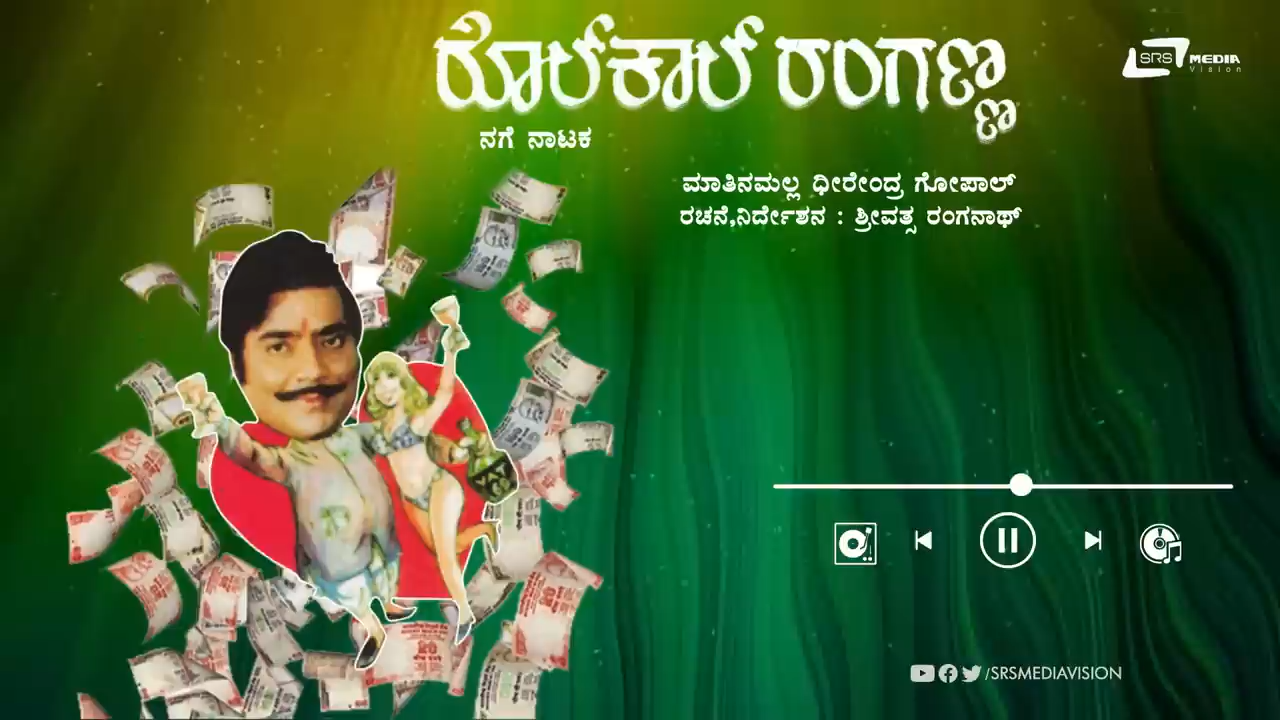 ರೋಲ್‌ಕಾಲ್ ರಂಗಣ್ಣ
SRS MEDIA
Vision
ನಗೆ ನಾಟಕ
ಮಾತಿನಮಲ್ಲ ಧೀರೇಂದ್ರ ಗೋಪಾಲ್
ರಚನೆ,ನಿರ್ದೇಶನ : ಶ್ರೀವತ್ಸ ರಂಗನಾಥ್
/SRSMEDIAVISION